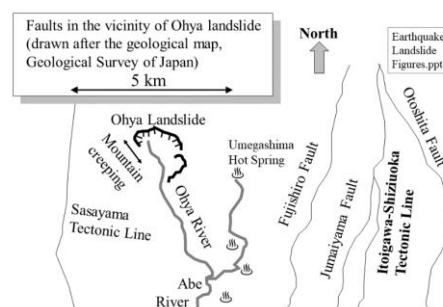 Faults in the vicinity of Ohya landslide
(drawn after the geological map,
Geological Survey of Japan)
5 km
North
Earthquake
Landslide
Figures.ppt
Ohya Landslide
Mountain
creeping
Umegashima
Hot Spring
Ohya River
Sasayama
Tectonic Line
Abe
River
Fujishiro Fault
Jumaiyama Fault
Itoigawa-Shizuoka
Tectonic Line
Otoshita Fault